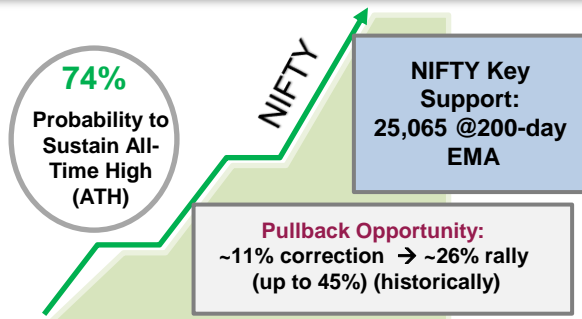 74%
Probability to
Sustain All-
Time High
(ATH)
NIFTY
NIFTY Key
Support:
25,065 @200-day
EMA
Pullback Opportunity:
~11% correction → ~26% rally
(up to 45%) (historically)